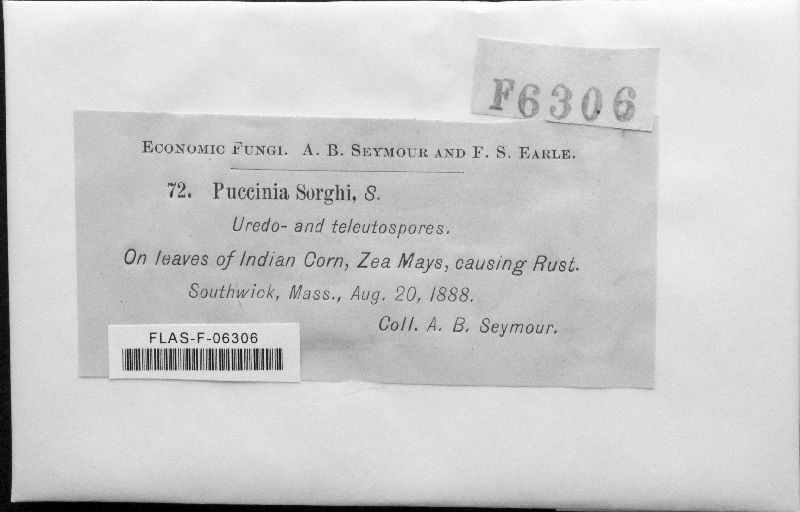 F6306
ECONOMIC FUNGI. A. B. SEYMOUR AND F. S. EARLE.
72. Puccinia Sorghi, S.
Uredo- and teleutospores.
On leaves of Indian Corn, Zea Mays, causing Rust.
Southwick, Mass., Aug. 20, 1888.
Coll. A. B. Seymour.
FLAS-F-06306